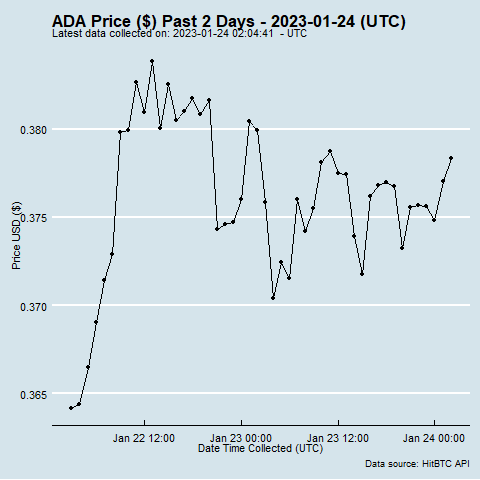 ADA Price ($) Past 2 Days - 2023-01-24 (UTC)
Latest data collected on: 2023-01-24 02:04:41 - UTC
0.380
0.375
0.370
0.365
Price USD ($)
Jan 22 12:00 Jan 23 00:00 Jan 23 12:00 Jan 24 00:00
Date Time Collected (UTC)
Data source: HitBTC API